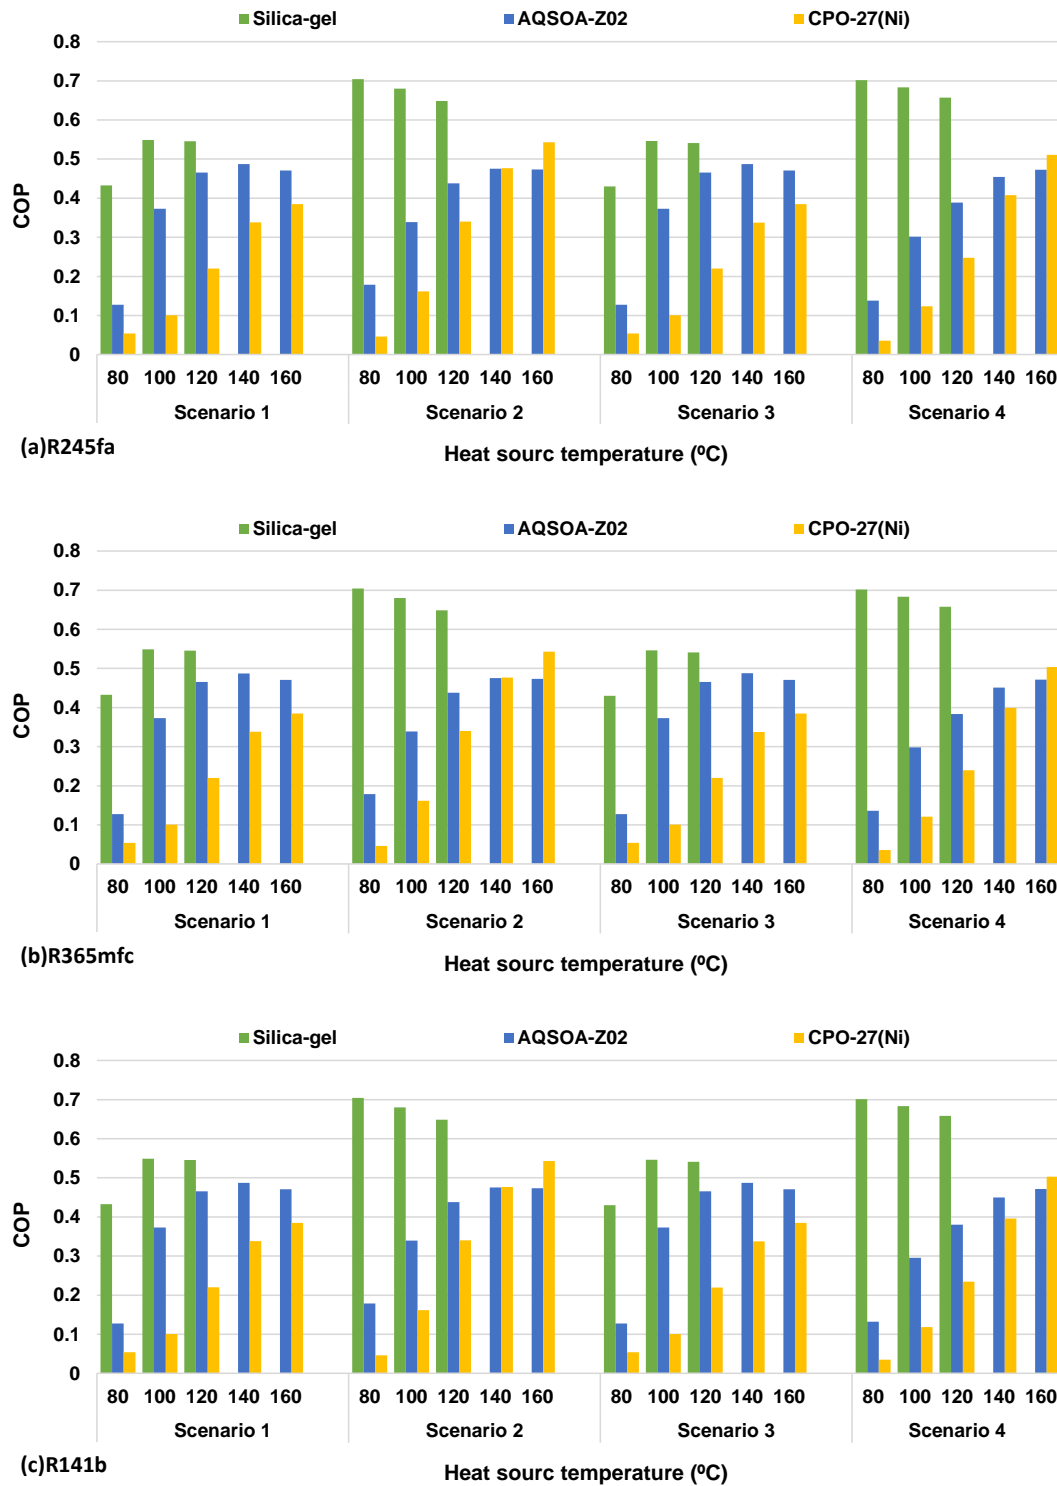 Silica-gel AQSOA-Z02 CPO-27(Ni)
0.8
0.7
0.6
0.5
0.4
0.3
0.2
0.1
0
COP
80 100 120 140 160 80 100 120 140 160 80 100 120 140 160 80 100 120 140 160
Scenario 1 Scenario 2 Scenario 3 Scenario 4
(a)R245fa
Heat sourc temperature (⁰C)
Silica-gel AQSOA-Z02 CPO-27(Ni)
0.8
0.7
0.6
0.5
0.4
0.3
0.2
0.1
0
COP
80 100 120 140 160 80 100 120 140 160 80 100 120 140 160 80 100 120 140 160
Scenario 1 Scenario 2 Scenario 3 Scenario 4
(b)R365mfc
Heat sourc temperature (⁰C)
Silica-gel AQSOA-Z02 CPO-27(Ni)
0.8
0.7
0.6
0.5
0.4
0.3
0.2
0.1
0
COP
80 100 120 140 160 80 100 120 140 160 80 100 120 140 160 80 100 120 140 160
Scenario 1 Scenario 2 Scenario 3 Scenario 4
(c)R141b
Heat sourc temperature (⁰C)